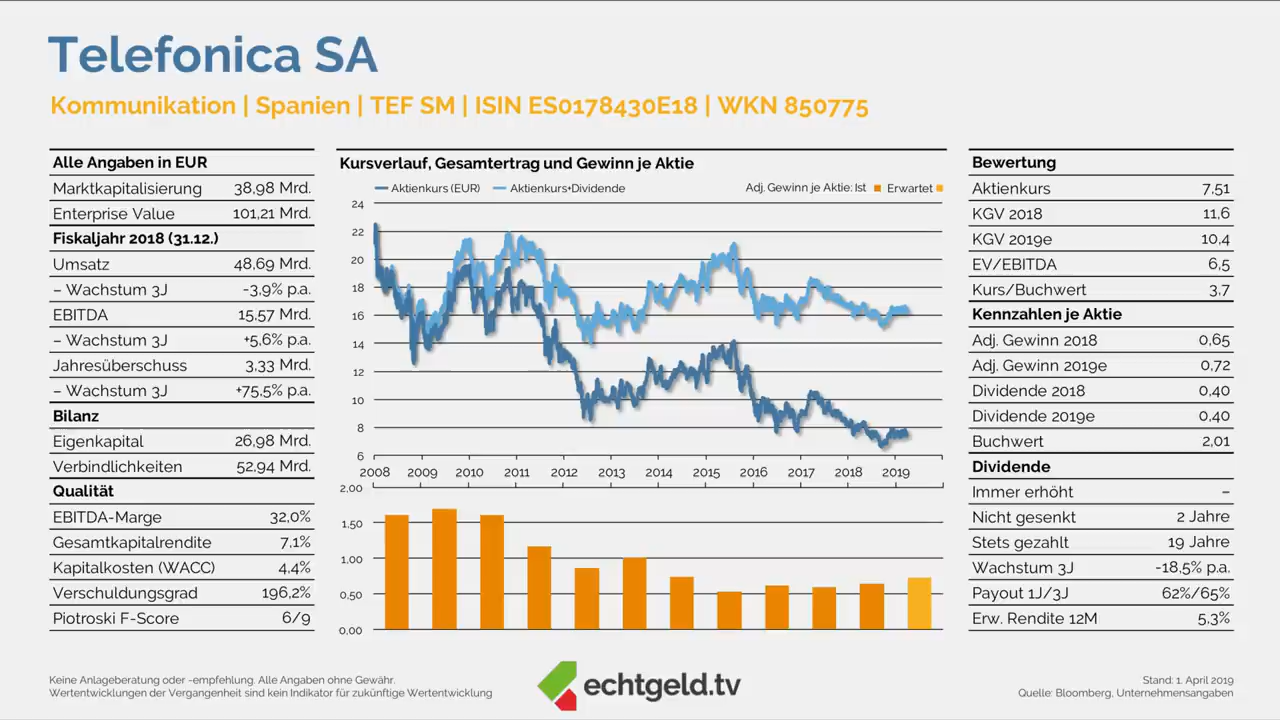 Telefonica SA
Kommunikation | Spanien | TEF SM | ISIN ES0178430E18 | WKN 850775
Alle Angaben in EUR
Marktkapitalisierung 38,98 Mrd.
Enterprise Value 101,21 Mrd.
Fiskaljahr 2018 (31.12.)
Umsatz 48,69 Mrd.
– Wachstum 3J -3,9% p.a.
EBITDA 15,57 Mrd.
– Wachstum 3J +5,6% p.a.
Jahresüberschuss 3,33 Mrd.
– Wachstum 3J +75,5% p.a.
Bilanz
Eigenkapital 26,98 Mrd.
Verbindlichkeiten 52,94 Mrd.
Qualität
EBITDA-Marge 32,0%
Gesamtkapitalrendite 7,1%
Kapitalkosten (WACC) 4,4%
Verschuldungsgrad 196,2%
Piotroski F-Score 6/9
Kursverlauf, Gesamtertrag und Gewinn je Aktie
Aktienkurs (EUR) Aktienkurs+Dividende Adj. Gewinn je Aktie: Ist Erwartet
24
22
20
18
16
14
12
10
8
6
2008 2009 2010 2011 2012 2013 2014 2015 2016 2017 2018 2019
2,00
1,50
1,00
0,50
0,00
Bewertung
Aktienkurs 7,51
KGV 2018 11,6
KGV 2019e 10,4
EV/EBITDA 6,5
Kurs/Buchwert 3,7
Kennzahlen je Aktie
Adj. Gewinn 2018 0,65
Adj. Gewinn 2019e 0,72
Dividende 2018 0,40
Dividende 2019e 0,40
Buchwert 2,01
Dividende
Immer erhöht –
Nicht gesenkt 2 Jahre
Stets gezahlt 19 Jahre
Wachstum 3J -18,5% p.a.
Payout 1J/3J 62%/65%
Erw. Rendite 12M 5,3%
Keine Anlageberatung oder -empfehlung. Alle Angaben ohne Gewähr.
Wertentwicklungen der Vergangenheit sind kein Indikator für zukünftige Wertentwicklung
echtgeld.tv
Stand: 1. April 2019
Quelle: Bloomberg, Unternehmensangaben